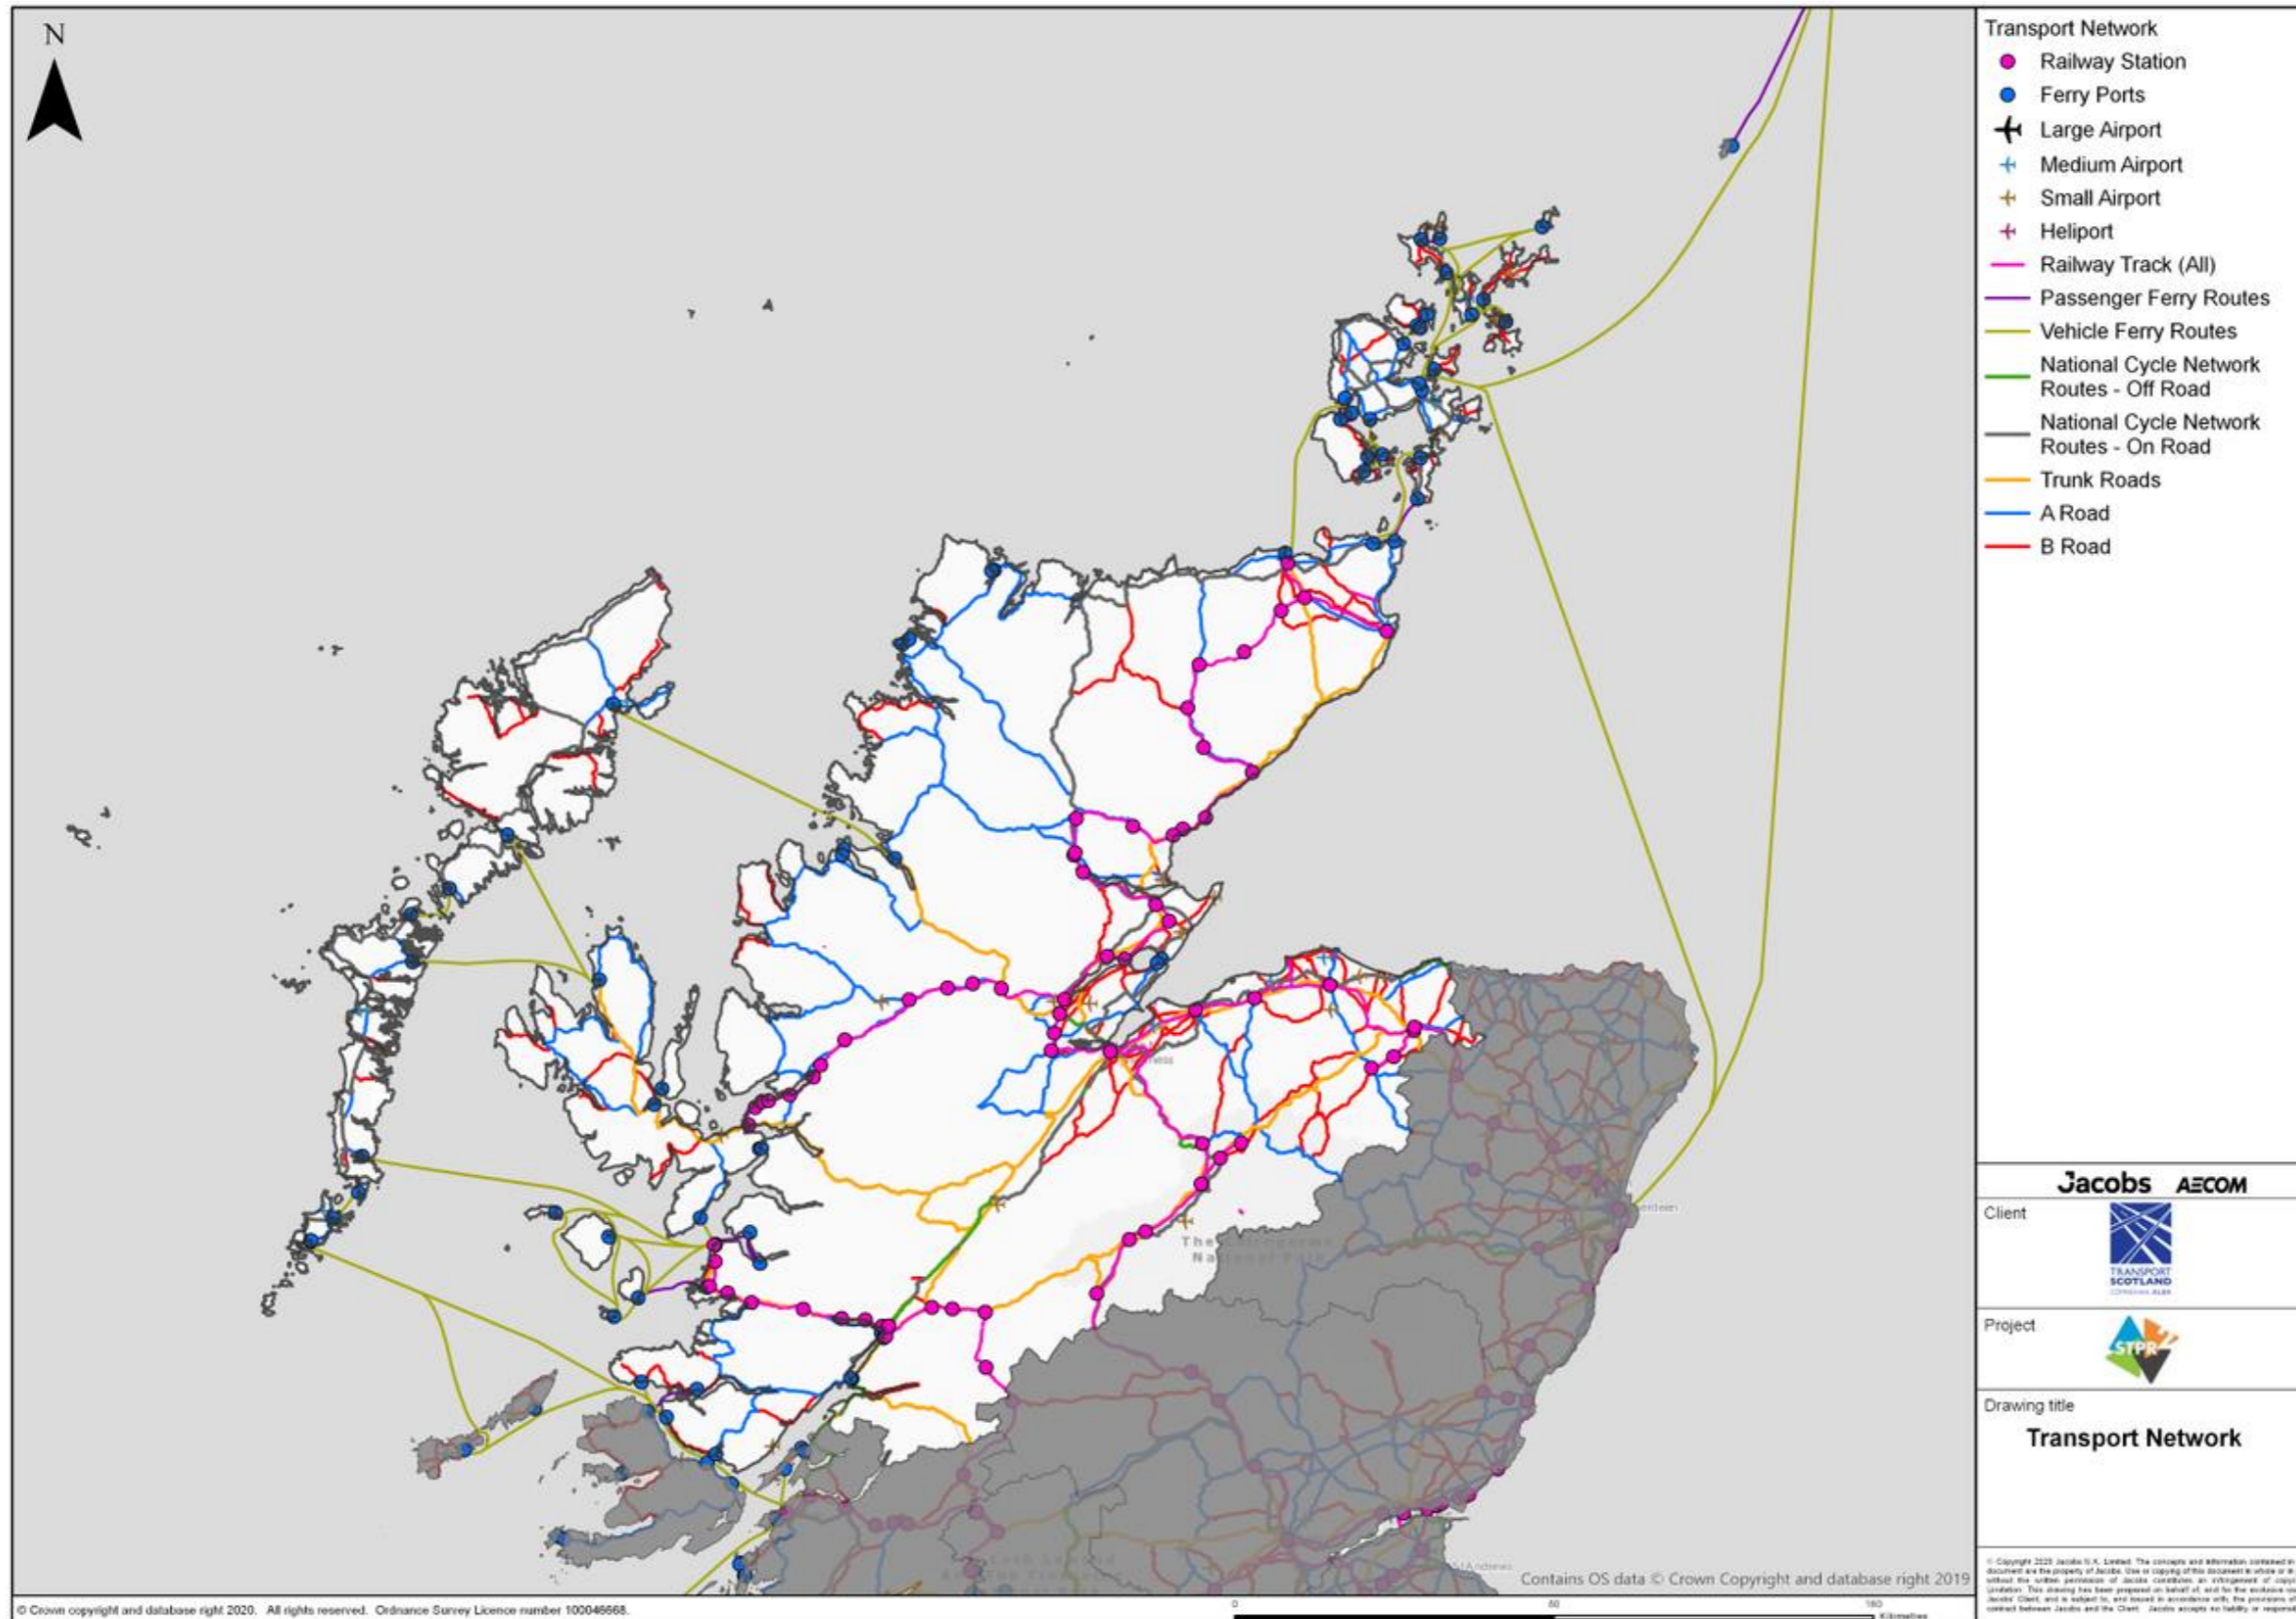 N
Transport Network
Railway Station
Ferry Ports
Large Airport
Medium Airport
Small Airport
Heliport
Railway Track (All)
Passenger Ferry Routes
Vehicle Ferry Routes
National Cycle Network
Routes - Off Road
National Cycle Network
Routes - On Road
Trunk Roads
A Road
B Road
Jacobs AECOM
Client
TRANSPORT
SCOTLAND
Project
STPR2
Drawing title
Transport Network
The
Contains OS data © Crown Copyright and database right 2019
© Crown copyright and database right 2020. All rights reserved. Ordnance Survey Licence number 100046668.
0 80 160
Kilometres